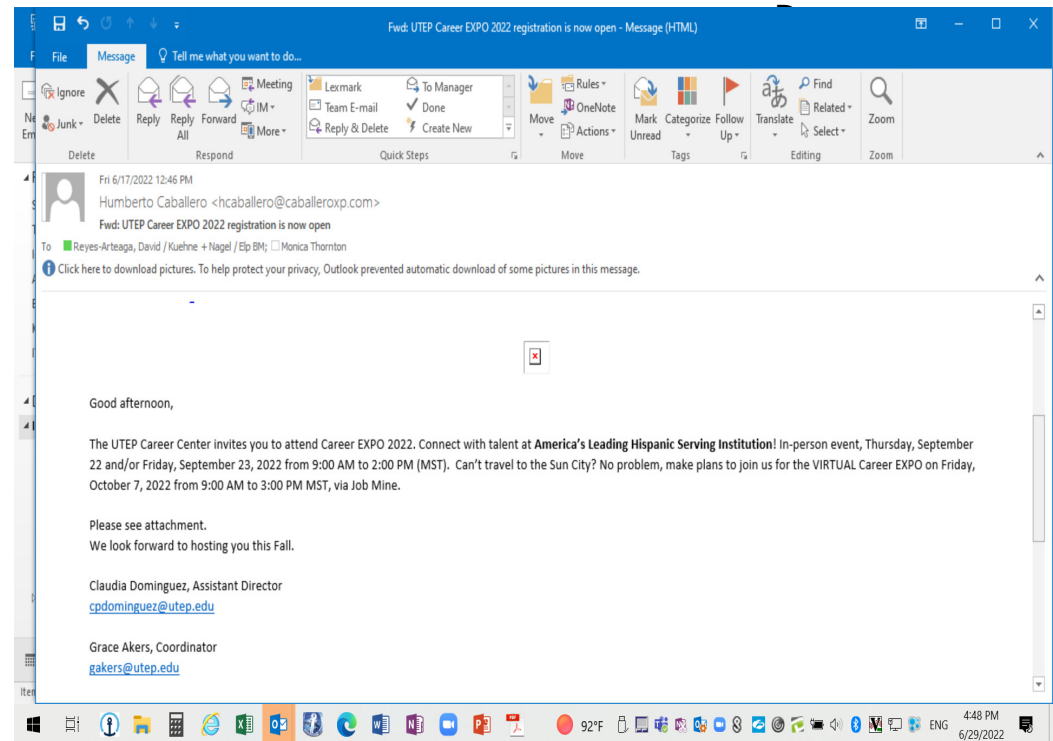 Fwd: UTEP Career EXPO 2022 registration is now open - Message (HTML)
File Message Tell me what you want to do...
Ignore
Junk
Delete
Reply
Reply All
Forward
Meeting
IM
More
Lexmark
Team E-mail
Reply & Delete
To Manager
Done
Create New
Move
Rules
OneNote
Actions
Mark Unread
Categorize
Follow Up
Translate
Find
Related
Select
Zoom
Delete Respond Quick Steps Move Tags Editing Zoom
Fri 6/17/2022 12:46 PM
Humberto Caballero <hcaballero@caballeroxp.com>
Fwd: UTEP Career EXPO 2022 registration is now open
To Reyes-Arteaga, David / Kuehne + Nagel / Elp BM; Monica Thornton
Click here to download pictures. To help protect your privacy, Outlook prevented automatic download of some pictures in this message.
Good afternoon,
The UTEP Career Center invites you to attend Career EXPO 2022. Connect with talent at America's Leading Hispanic Serving Institution! In-person event, Thursday, September
22 and/or Friday, September 23, 2022 from 9:00 AM to 2:00 PM (MST). Can't travel to the Sun City? No problem, make plans to join us for the VIRTUAL Career EXPO on Friday,
October 7, 2022 from 9:00 AM to 3:00 PM MST, via Job Mine.
Please see attachment.
We look forward to hosting you this Fall.
Claudia Dominguez, Assistant Director
cpdominguez@utep.edu
Grace Akers, Coordinator
gakers@utep.edu
92°F ENG 4:48 PM
6/29/2022